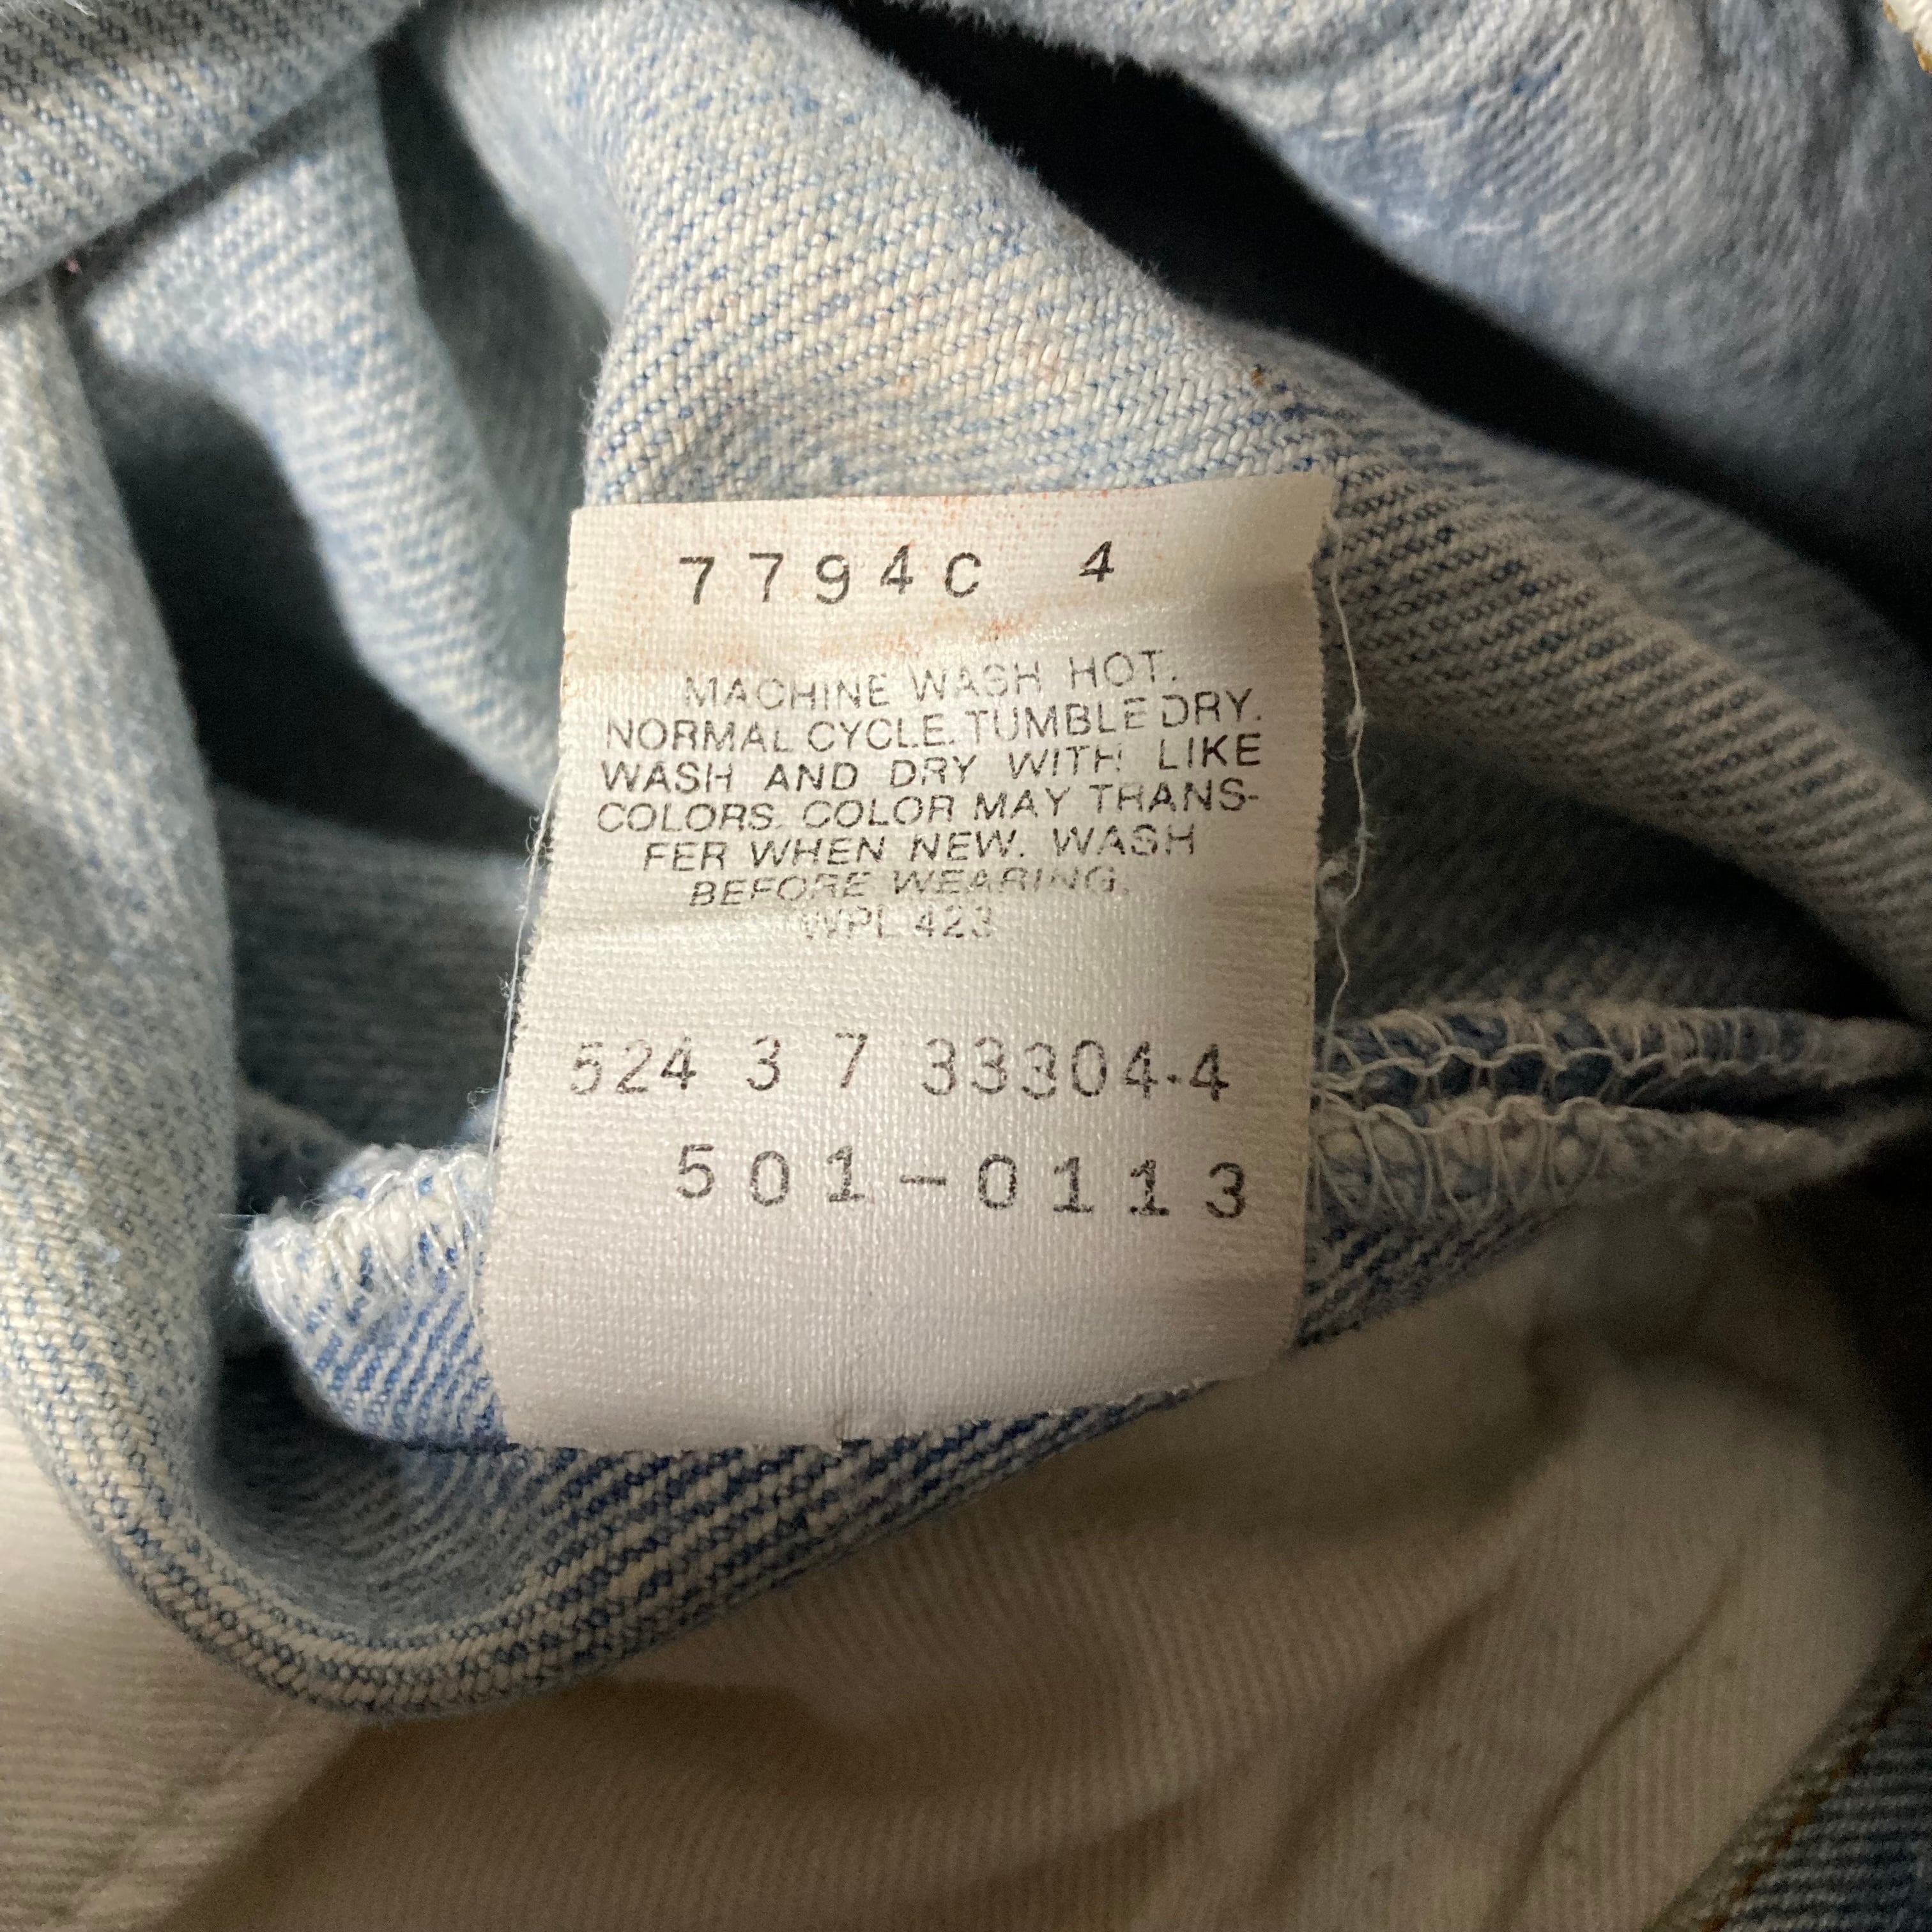 7794C 4
MACHINE WASH HOT.
NORMAL CYCLE. TUMBLE DRY.
WASH AND DRY WITH LIKE
COLORS. COLOR MAY TRANS-
FER WHEN NEW. WASH
BEFORE WEARING.
WPL 423
524 3 7 33304.4
501-0113